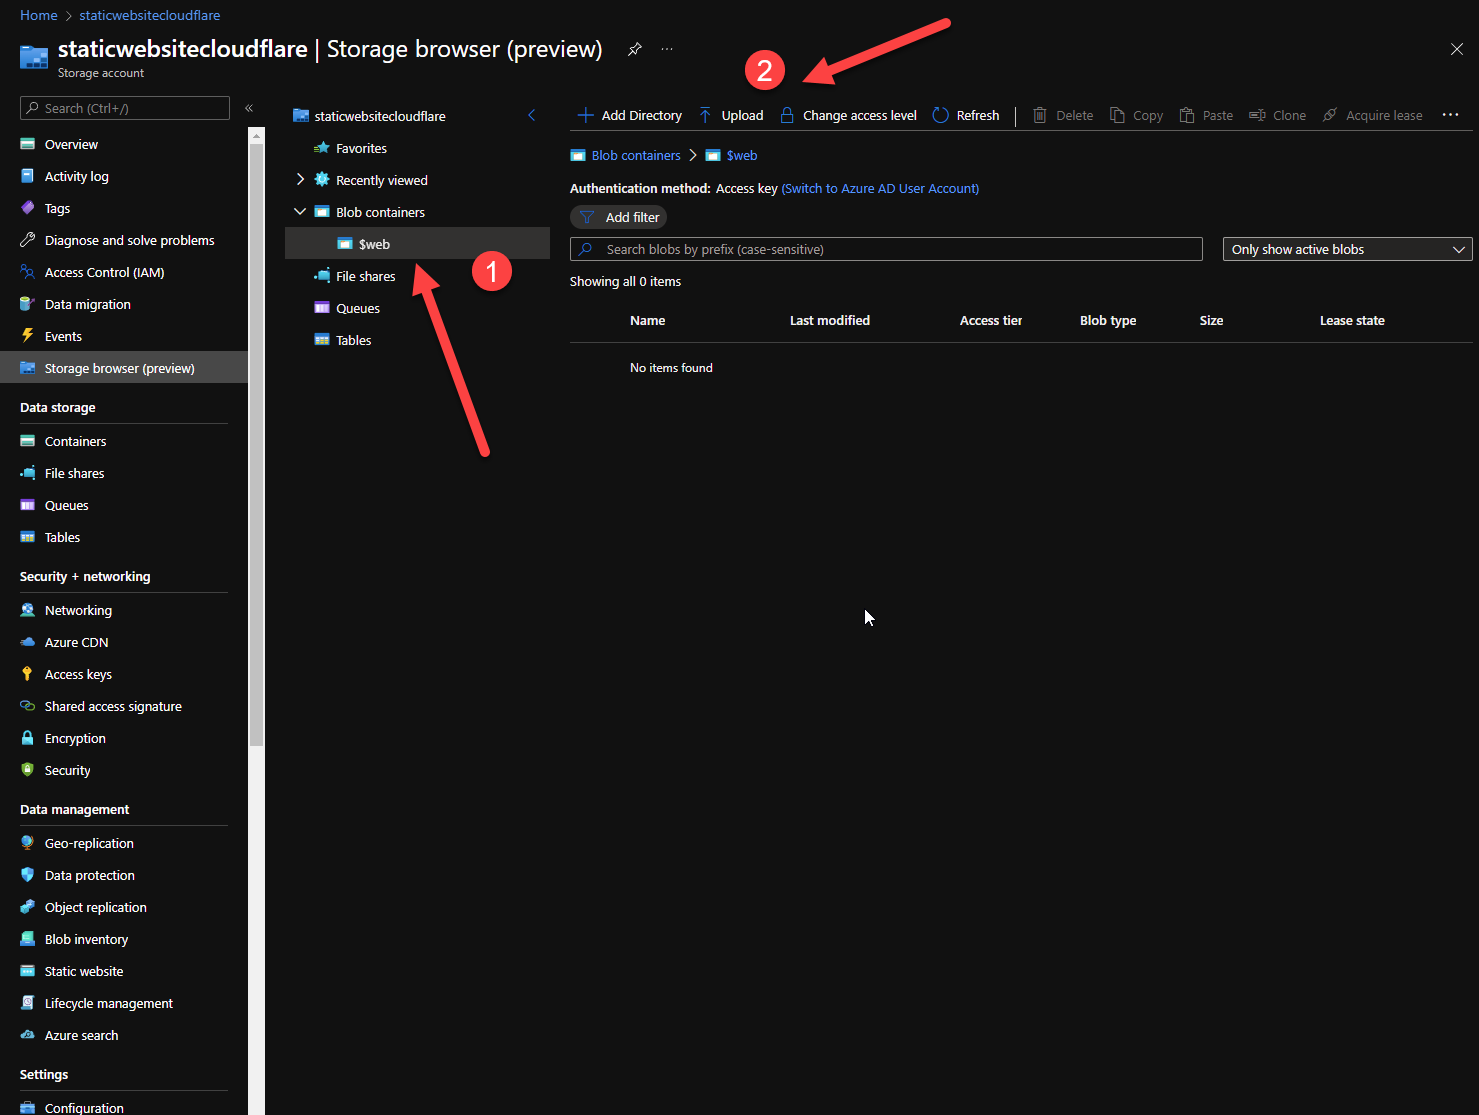 Home > staticwebsitecloudflare
staticwebsitecloudflare | Storage browser (preview) ...
Storage account
Search (Ctrl+/)
«
Overview
Activity log
Tags
Diagnose and solve problems
Access Control (IAM)
Data migration
Events
Storage browser (preview)
Data storage
Containers
File shares
Queues
Tables
Security + networking
Networking
Azure CDN
Access keys
Shared access signature
Encryption
Security
Data management
Geo-replication
Data protection
Object replication
Blob inventory
Static website
Lifecycle management
Azure search
Settings
Configuration
staticwebsitecloudflare
Favorites
Recently viewed
Blob containers
$web
File shares
Queues
Tables
1
2
Add Directory Upload Change access level Refresh | Delete Copy Paste Clone Acquire lease ...
Blob containers > $web
Authentication method: Access key (Switch to Azure AD User Account)
Add filter
Search blobs by prefix (case-sensitive) Only show active blobs
Showing all 0 items
Name Last modified Access tier Blob type Size Lease state
No items found